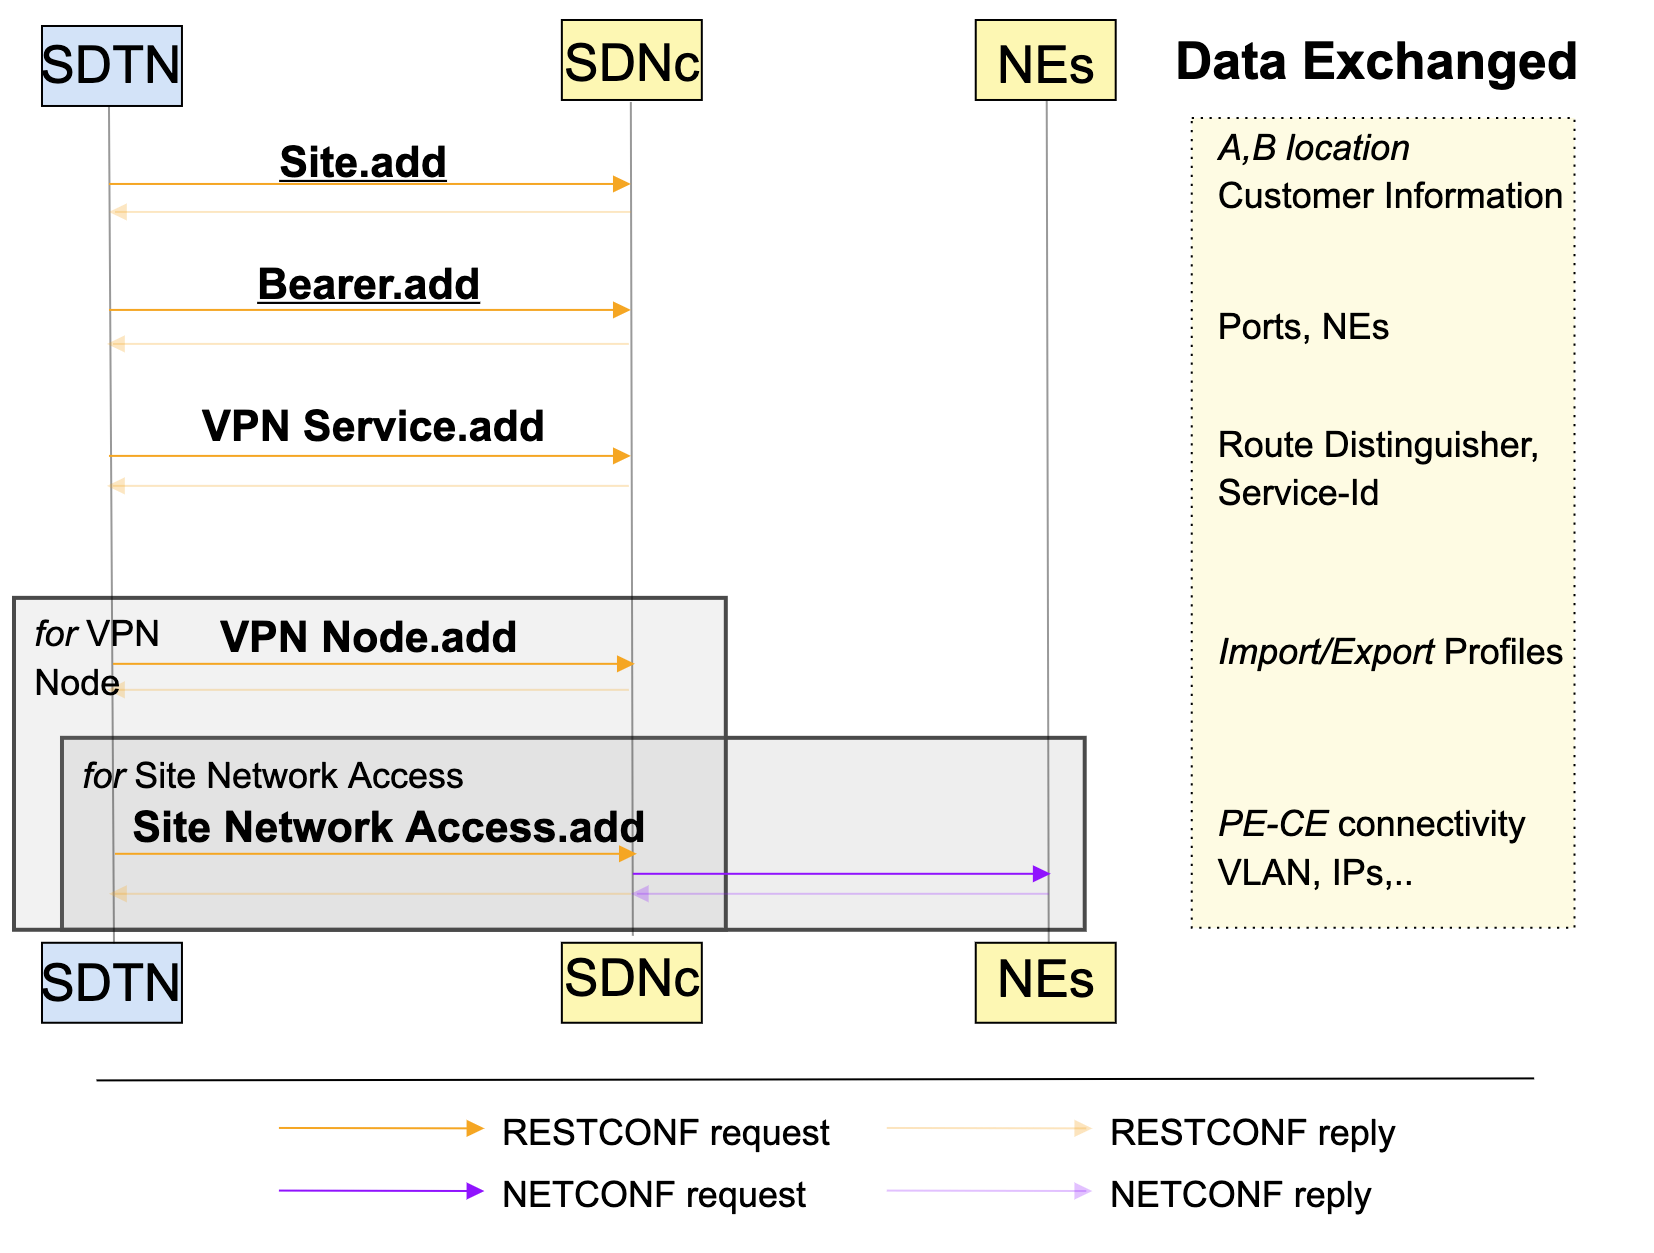 SDTN
SDNc
NEs
Data Exchanged
Site.add
A,B location
Customer Information
Bearer.add
Ports, NEs
VPN Service.add
Route Distinguisher,
Service-Id
for VPN
Node
VPN Node.add
Import/Export Profiles
for Site Network Access
Site Network Access.add
PE-CE connectivity
VLAN, IPs,..
SDTN
SDNc
NEs
RESTCONF request
RESTCONF reply
NETCONF request
NETCONF reply